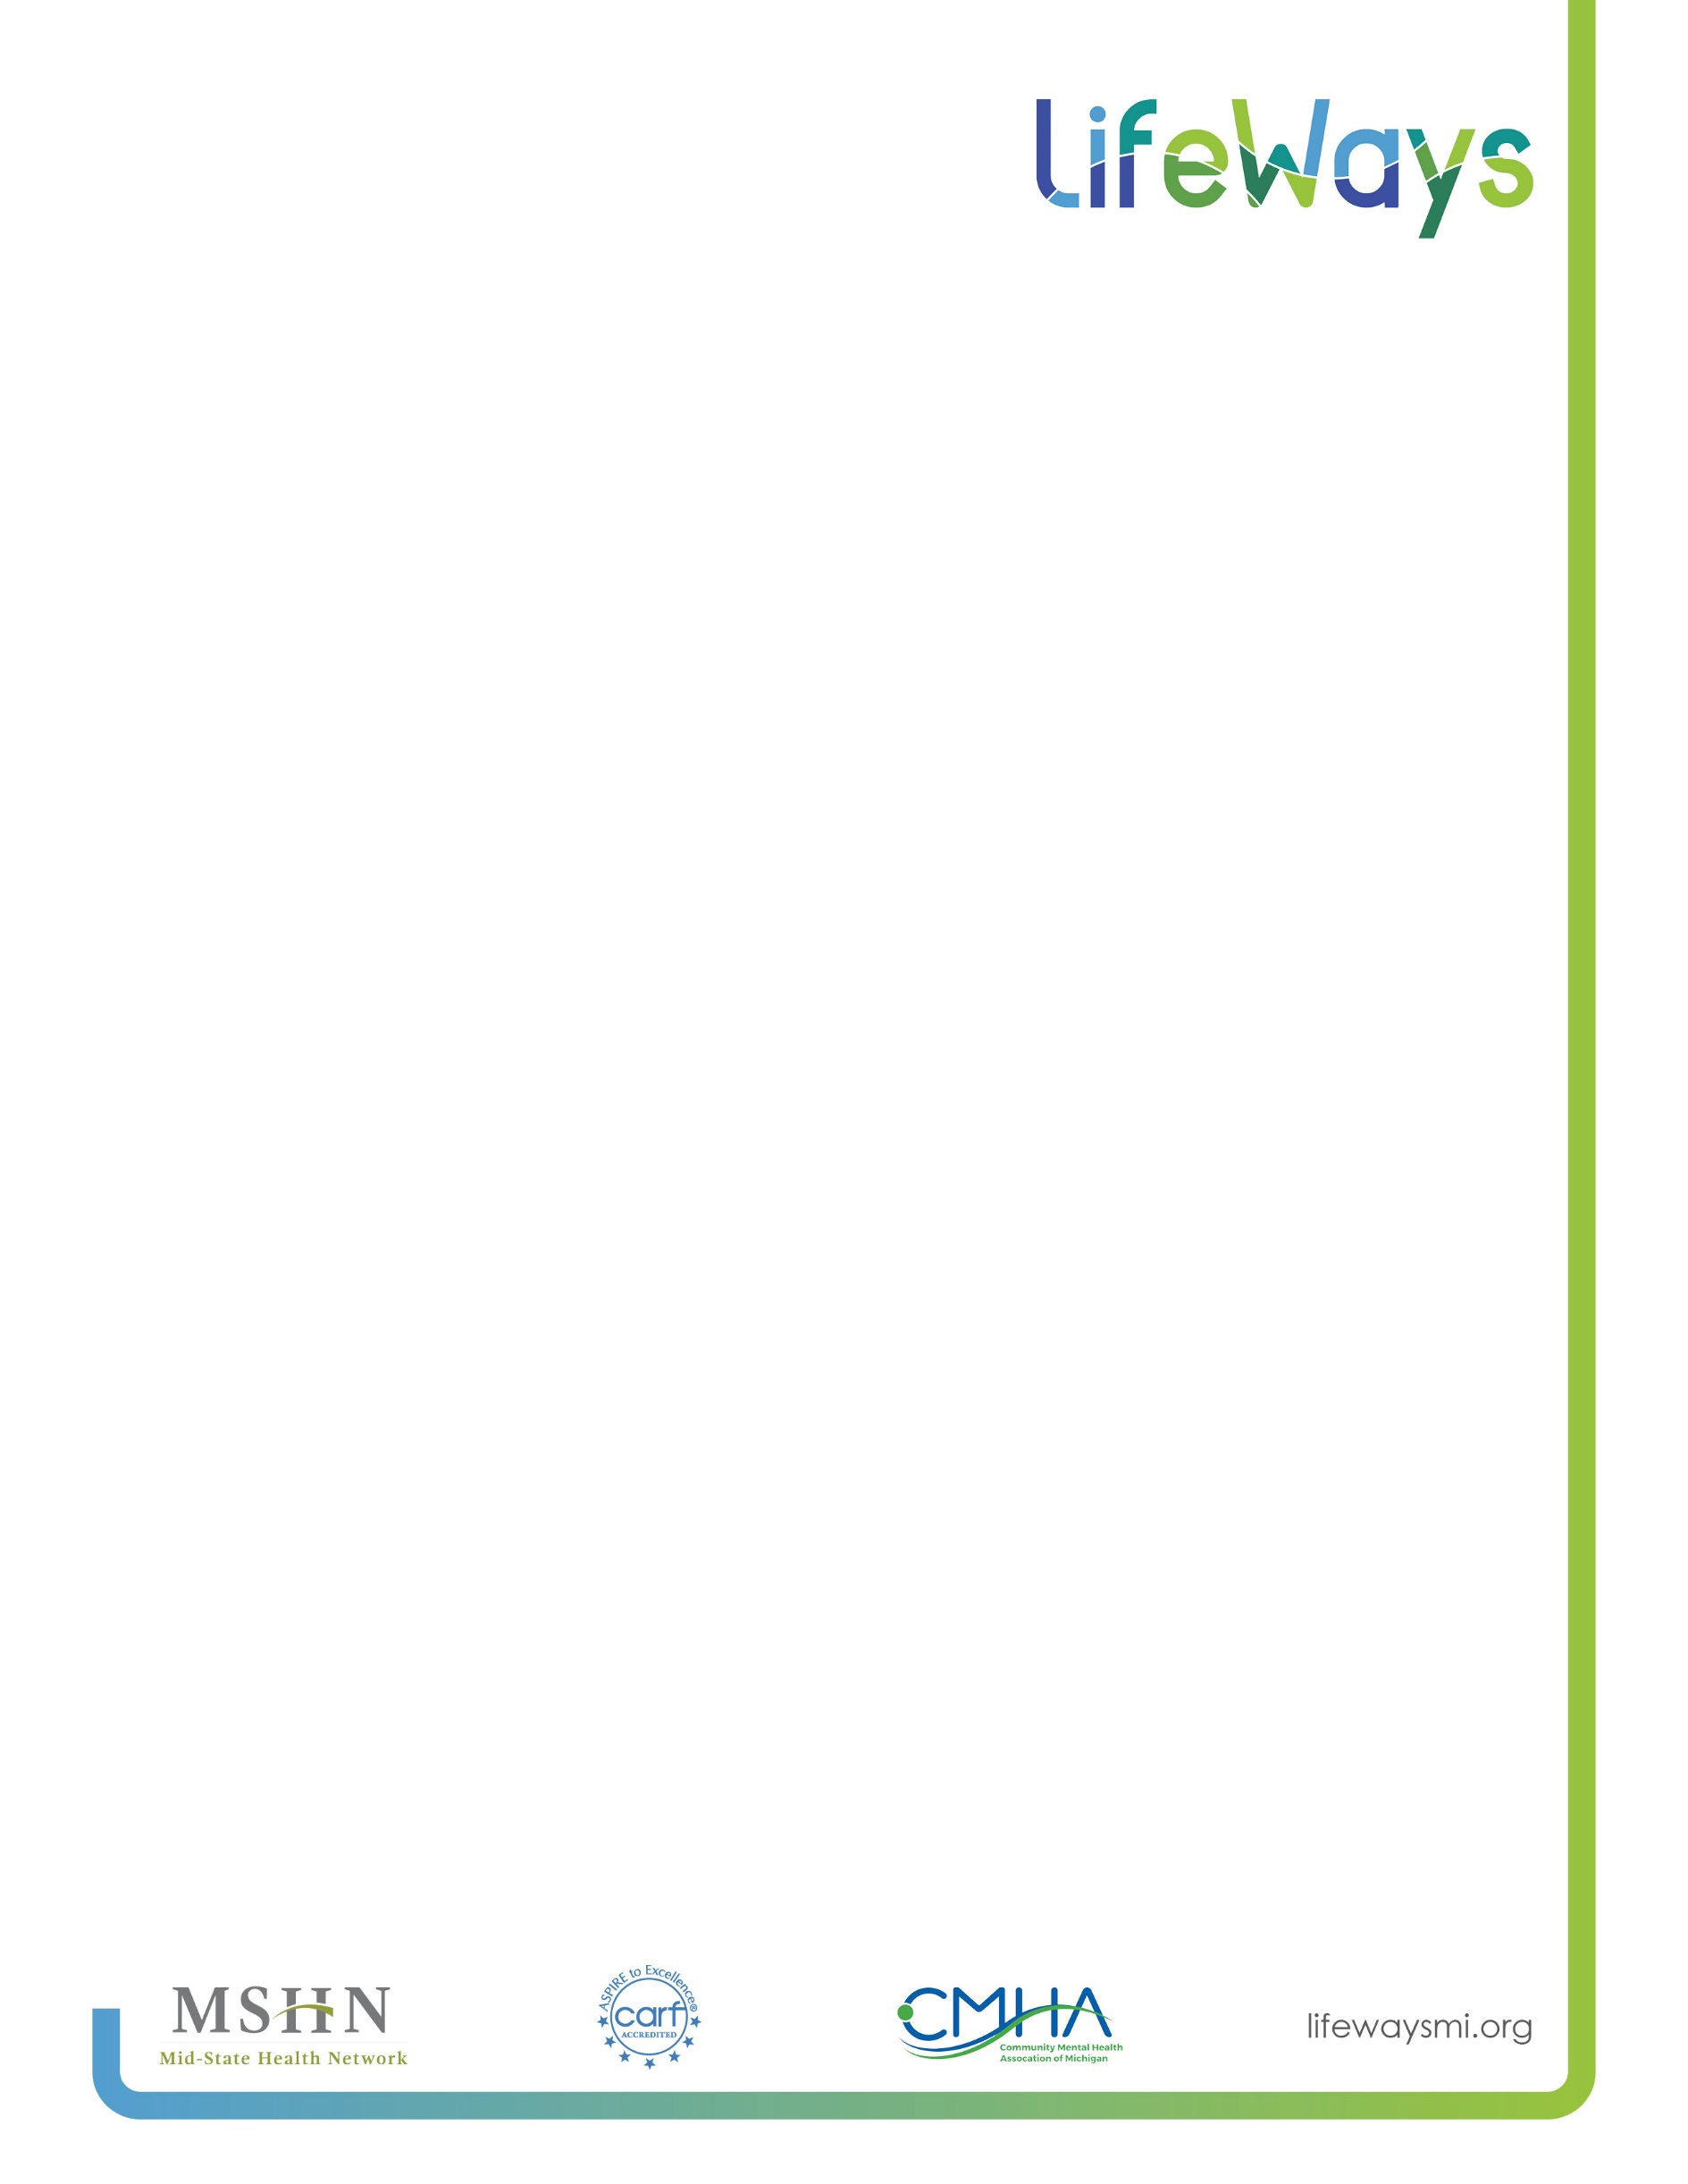 LifeWays
MSHN
Mid-State Health Network
ASPIRE to Excellence®
carf
ACCREDITED
CMHA
Community Mental Health
Assocation of Michigan
lifewaysmi.org